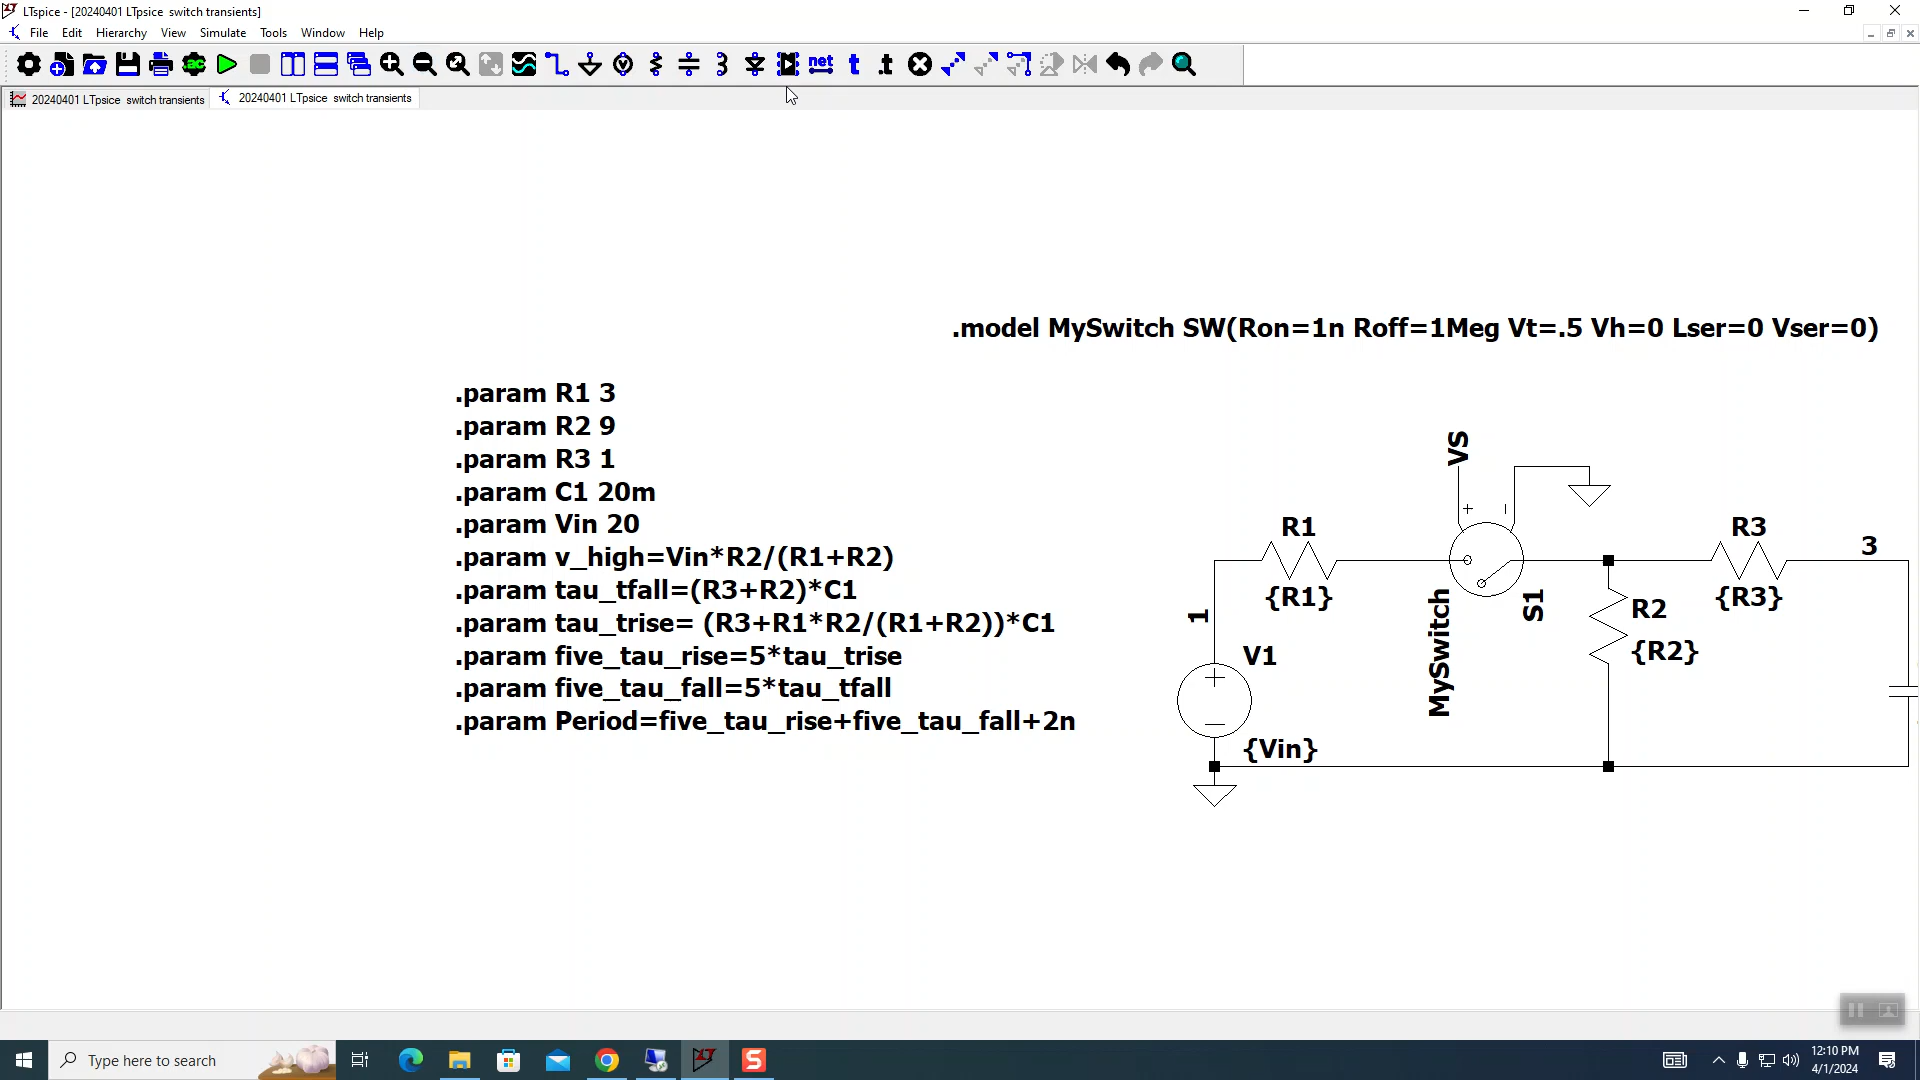 LTspice - [20240401 LTpsice  switch transients]
File Edit Hierarchy View Simulate Tools Window Help
ac net t .t
20240401 LTpsice  switch transients 20240401 LTpsice  switch transients
.model MySwitch SW(Ron=1n Roff=1Meg Vt=.5 Vh=0 Lser=0 Vser=0)
.param R1 3
.param R2 9
.param R3 1
.param C1 20m
.param Vin 20
.param v_high=Vin*R2/(R1+R2)
.param tau_tfall=(R3+R2)*C1
.param tau_trise= (R3+R1*R2/(R1+R2))*C1
.param five_tau_rise=5*tau_trise
.param five_tau_fall=5*tau_tfall
.param Period=five_tau_rise+five_tau_fall+2n
VS
R1
{R1}
MySwitch
S1
R3
{R3}
3
R2
{R2}
1
V1
{Vin}
Type here to search
S
12:10 PM
4/1/2024